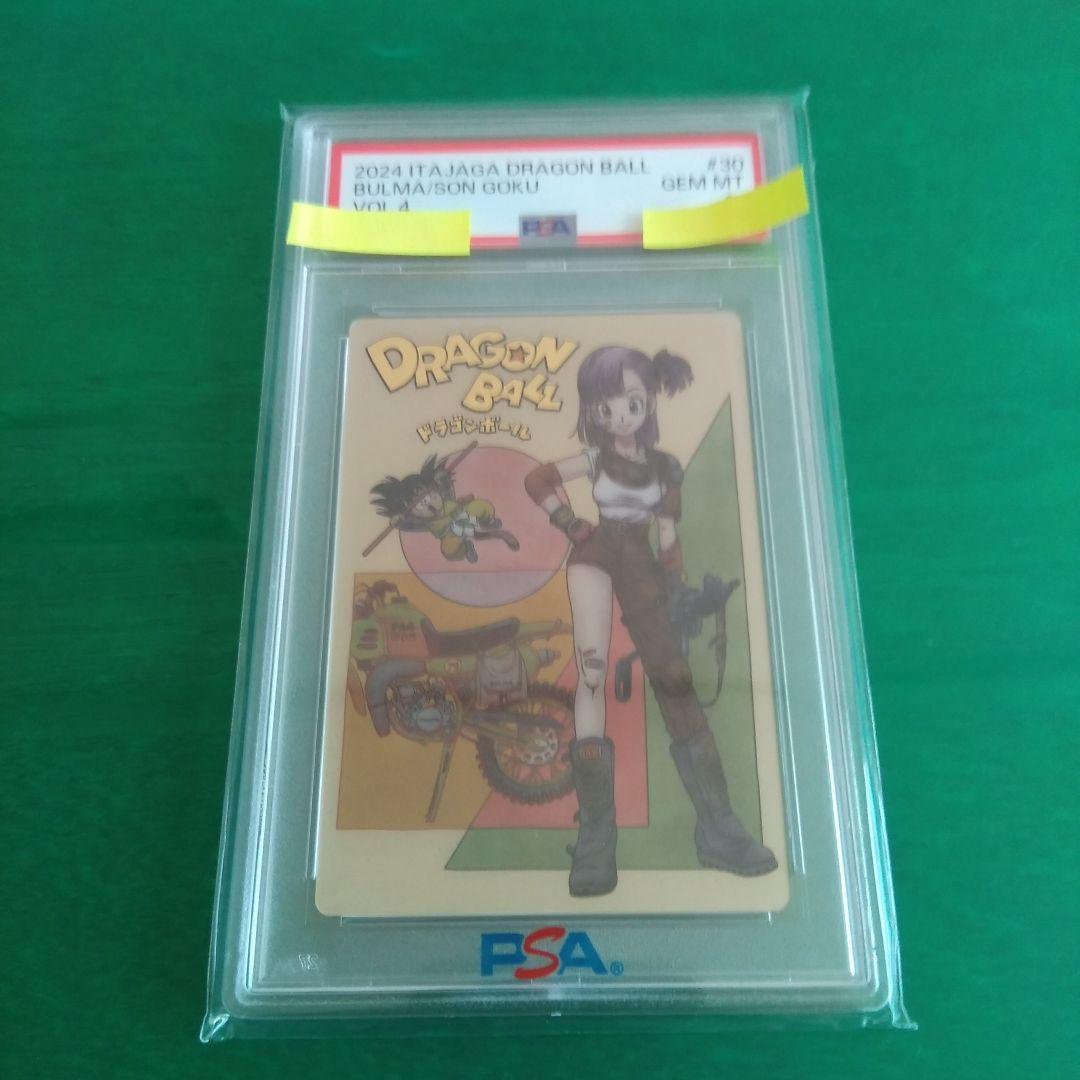 2024 ITAJAGA DRAGON BALL #30
BULMA/SON GOKU GEM MT
VOL 4
PSA
DRAGON
BALL
ドラゴンボール
PSA®